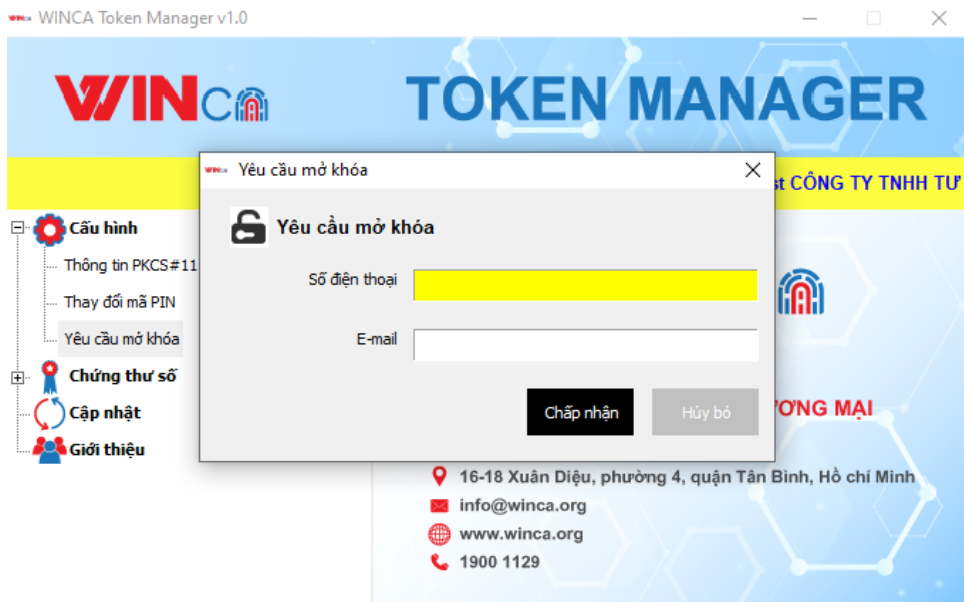 WINCA Token Manager v1.0
WINCA TOKEN MANAGER
CÔNG TY TNHH TƯ
Yêu cầu mở khóa
Yêu cầu mở khóa
Số điện thoại
E-mail
Chấp nhận
Hủy bỏ
Cấu hình
Thông tin PKCS#11
Thay đổi mã PIN
Yêu cầu mở khóa
Chứng thư số
Cập nhật
Giới thiệu
ƯƠNG MẠI
16-18 Xuân Diệu, phường 4, quận Tân Bình, Hồ chí Minh
info@winca.org
www.winca.org
1900 1129